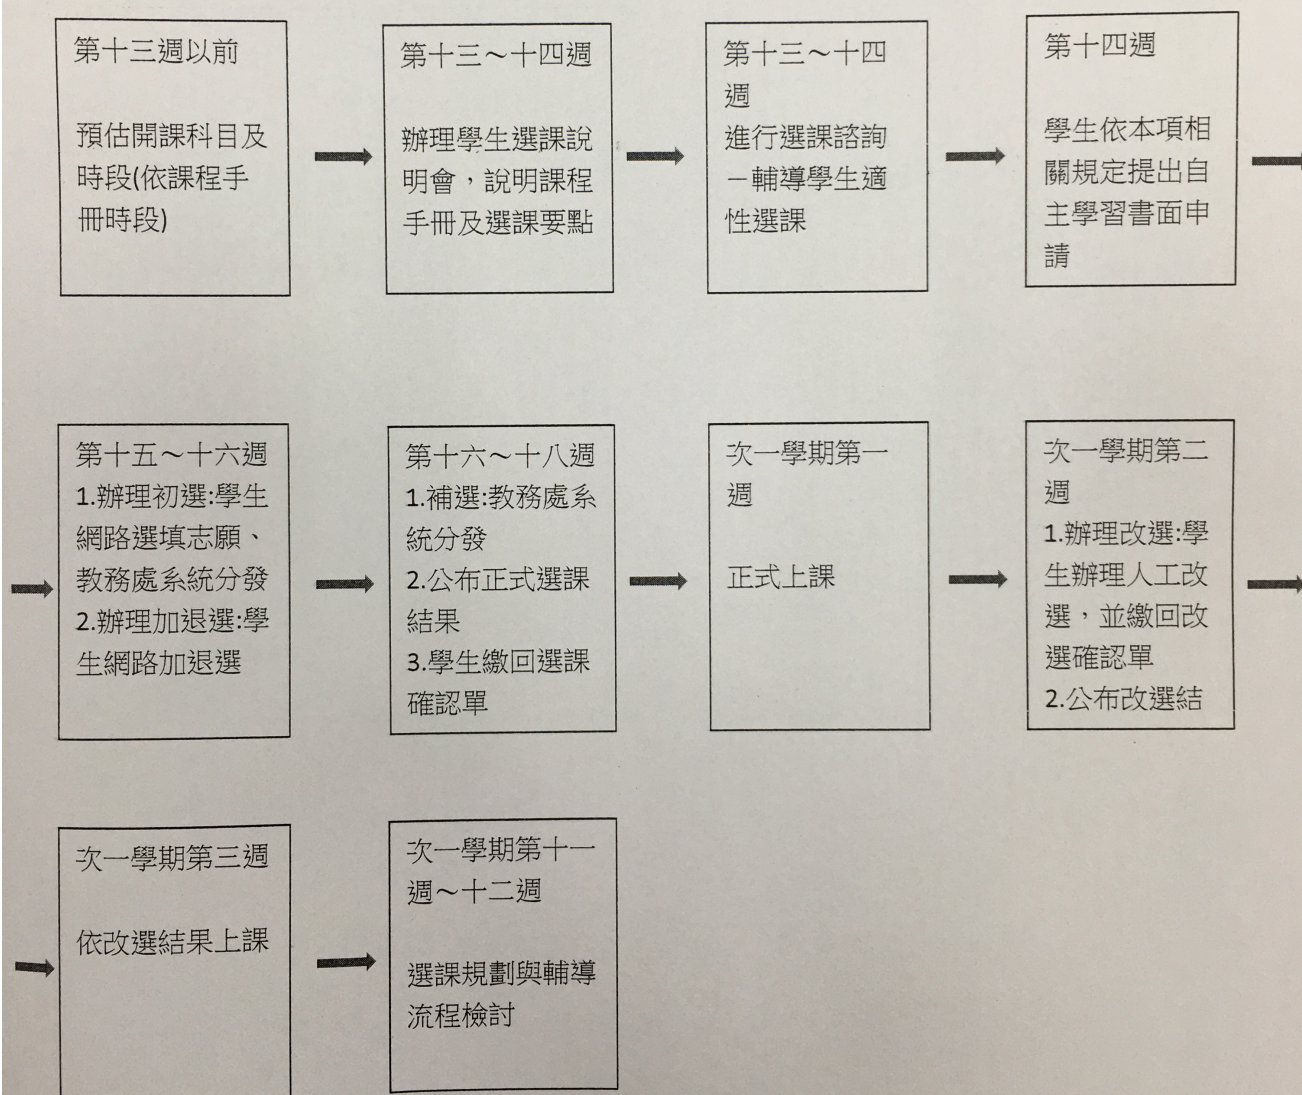 第十三週以前
預估開課科目及
時段(依課程手
冊時段)
第十三～十四週
辦理學生選課說
明會，說明課程
手冊及選課要點
第十三～十四
週
進行選課諮詢
－輔導學生適
性選課
第十四週
學生依本項相
關規定提出自
主學習書面申
請
第十五～十六週
1.辦理初選:學生
網路選填志願、
教務處系統分發
2.辦理加退選:學
生網路加退選
第十六～十八週
1.補選:教務處系
統分發
2.公布正式選課
結果
3.學生繳回選課
確認單
次一學期第一
週
正式上課
次一學期第二
週
1.辦理改選:學
生辦理人工改
選，並繳回改
選確認單
2.公布改選結
次一學期第三週
依改選結果上課
次一學期第十一
週～十二週
選課規劃與輔導
流程檢討